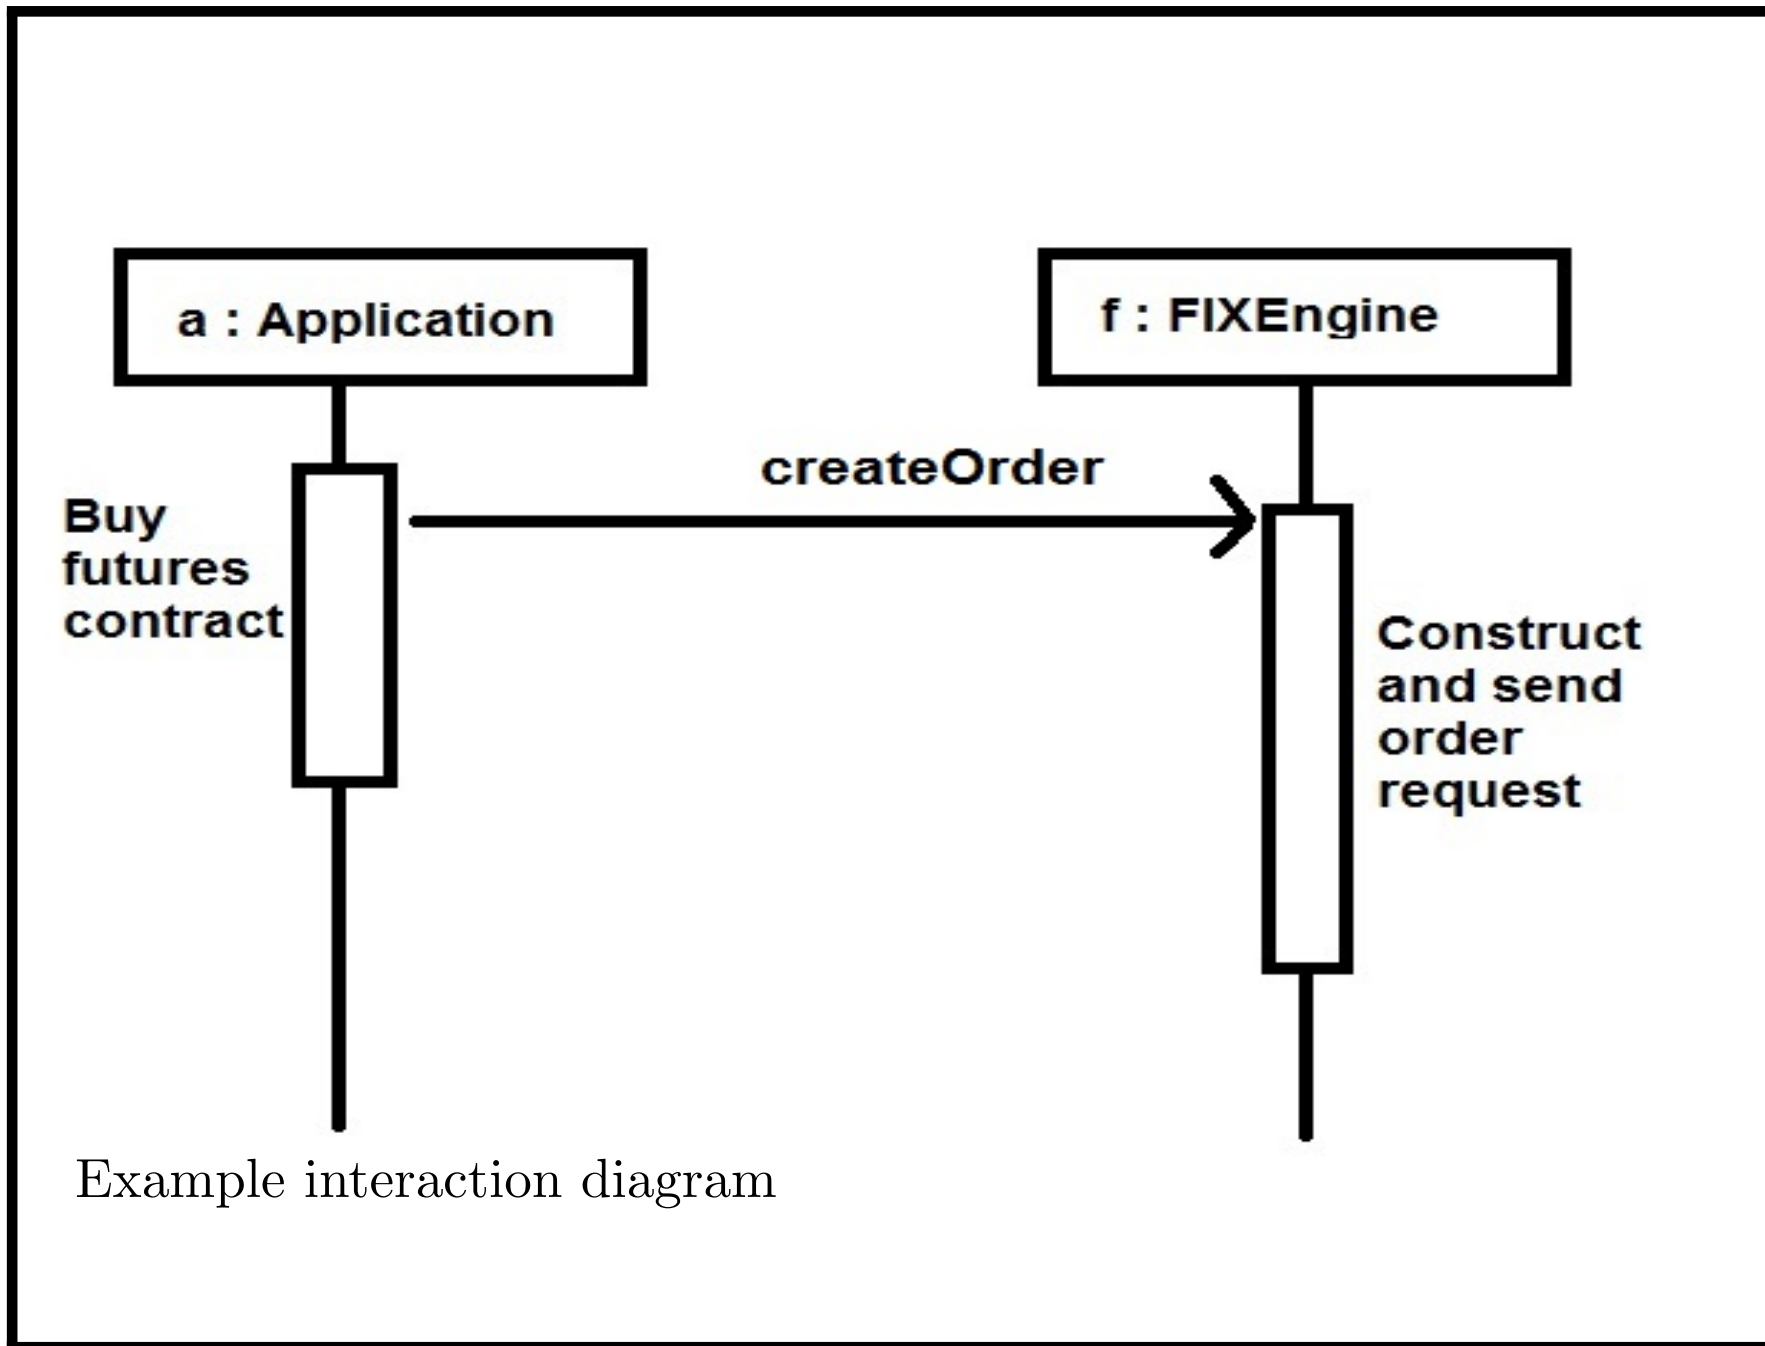 a : Application
f : FIXEngine
createOrder
Buy
futures
contract
Construct
and send
order
request
Example interaction diagram